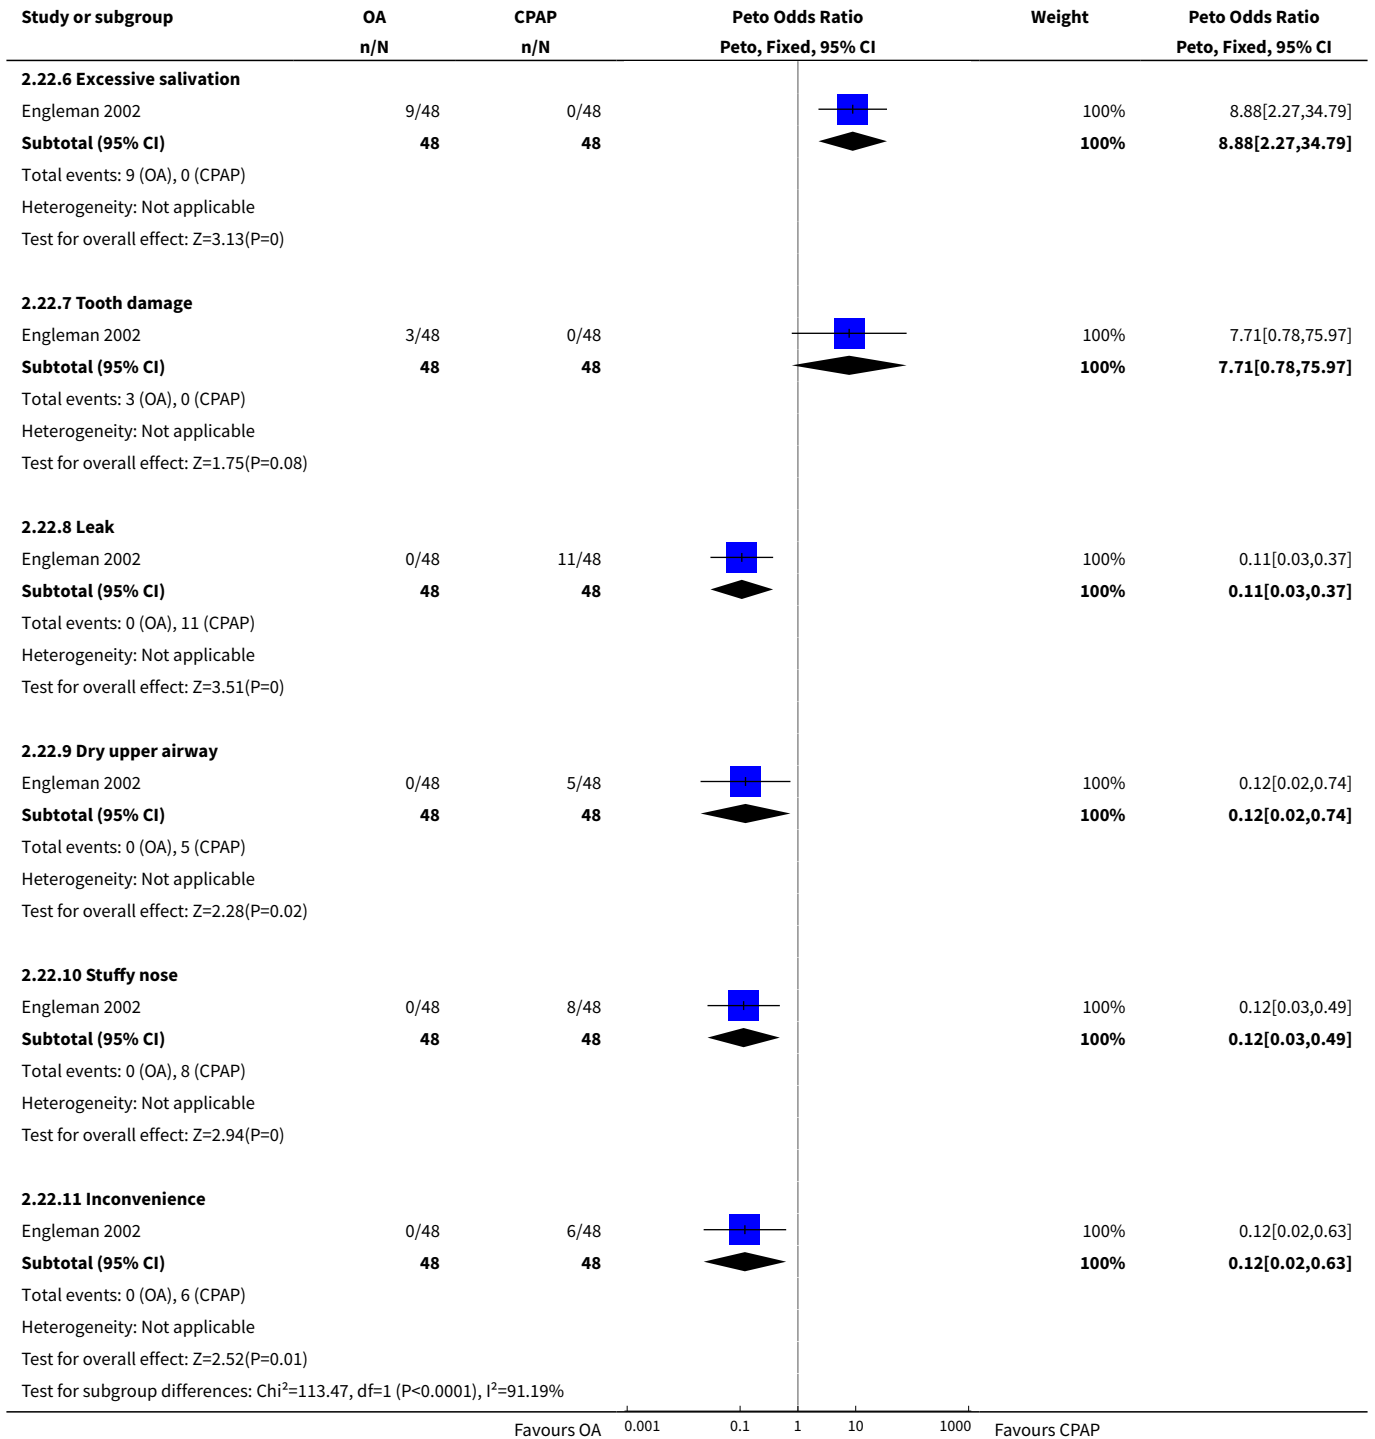 Study or subgroup OA CPAP Peto Odds Ratio Weight Peto Odds Ratio
n/N n/N Peto, Fixed, 95% CI Peto, Fixed, 95% CI
2.22.6 Excessive salivation
Engleman 2002 9/48 0/48 100% 8.88[2.27,34.79]
Subtotal (95% CI) 48 48 100% 8.88[2.27,34.79]
Total events: 9 (OA), 0 (CPAP)
Heterogeneity: Not applicable
Test for overall effect: Z=3.13(P=0)
2.22.7 Tooth damage
Engleman 2002 3/48 0/48 100% 7.71[0.78,75.97]
Subtotal (95% CI) 48 48 100% 7.71[0.78,75.97]
Total events: 3 (OA), 0 (CPAP)
Heterogeneity: Not applicable
Test for overall effect: Z=1.75(P=0.08)
2.22.8 Leak
Engleman 2002 0/48 11/48 100% 0.11[0.03,0.37]
Subtotal (95% CI) 48 48 100% 0.11[0.03,0.37]
Total events: 0 (OA), 11 (CPAP)
Heterogeneity: Not applicable
Test for overall effect: Z=3.51(P=0)
2.22.9 Dry upper airway
Engleman 2002 0/48 5/48 100% 0.12[0.02,0.74]
Subtotal (95% CI) 48 48 100% 0.12[0.02,0.74]
Total events: 0 (OA), 5 (CPAP)
Heterogeneity: Not applicable
Test for overall effect: Z=2.28(P=0.02)
2.22.10 Stuffy nose
Engleman 2002 0/48 8/48 100% 0.12[0.03,0.49]
Subtotal (95% CI) 48 48 100% 0.12[0.03,0.49]
Total events: 0 (OA), 8 (CPAP)
Heterogeneity: Not applicable
Test for overall effect: Z=2.94(P=0)
2.22.11 Inconvenience
Engleman 2002 0/48 6/48 100% 0.12[0.02,0.63]
Subtotal (95% CI) 48 48 100% 0.12[0.02,0.63]
Total events: 0 (OA), 6 (CPAP)
Heterogeneity: Not applicable
Test for overall effect: Z=2.52(P=0.01)
Test for subgroup differences: Chi²=113.47, df=1 (P<0.0001), I²=91.19%
Favours OA 0.001 0.1 1 10 1000 Favours CPAP